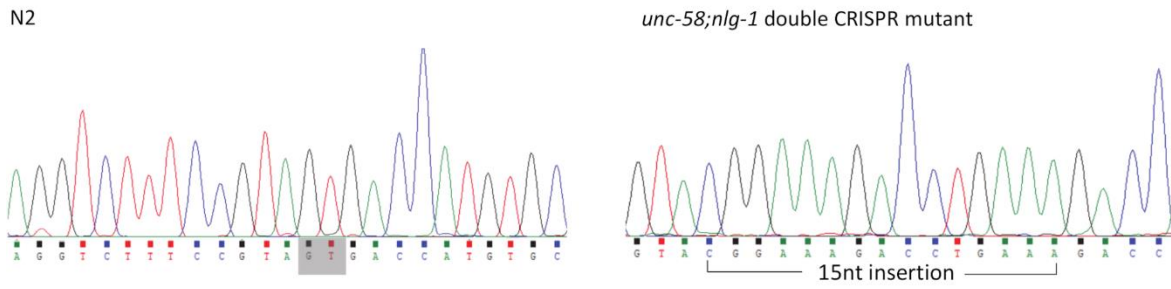 N2
unc-58;nlg-1 double CRISPR mutant
A G G T C T T T C C G T A G T G A C C A T G T G C
G T A C G G A A A G A C C T G A A A G A C C
15nt insertion